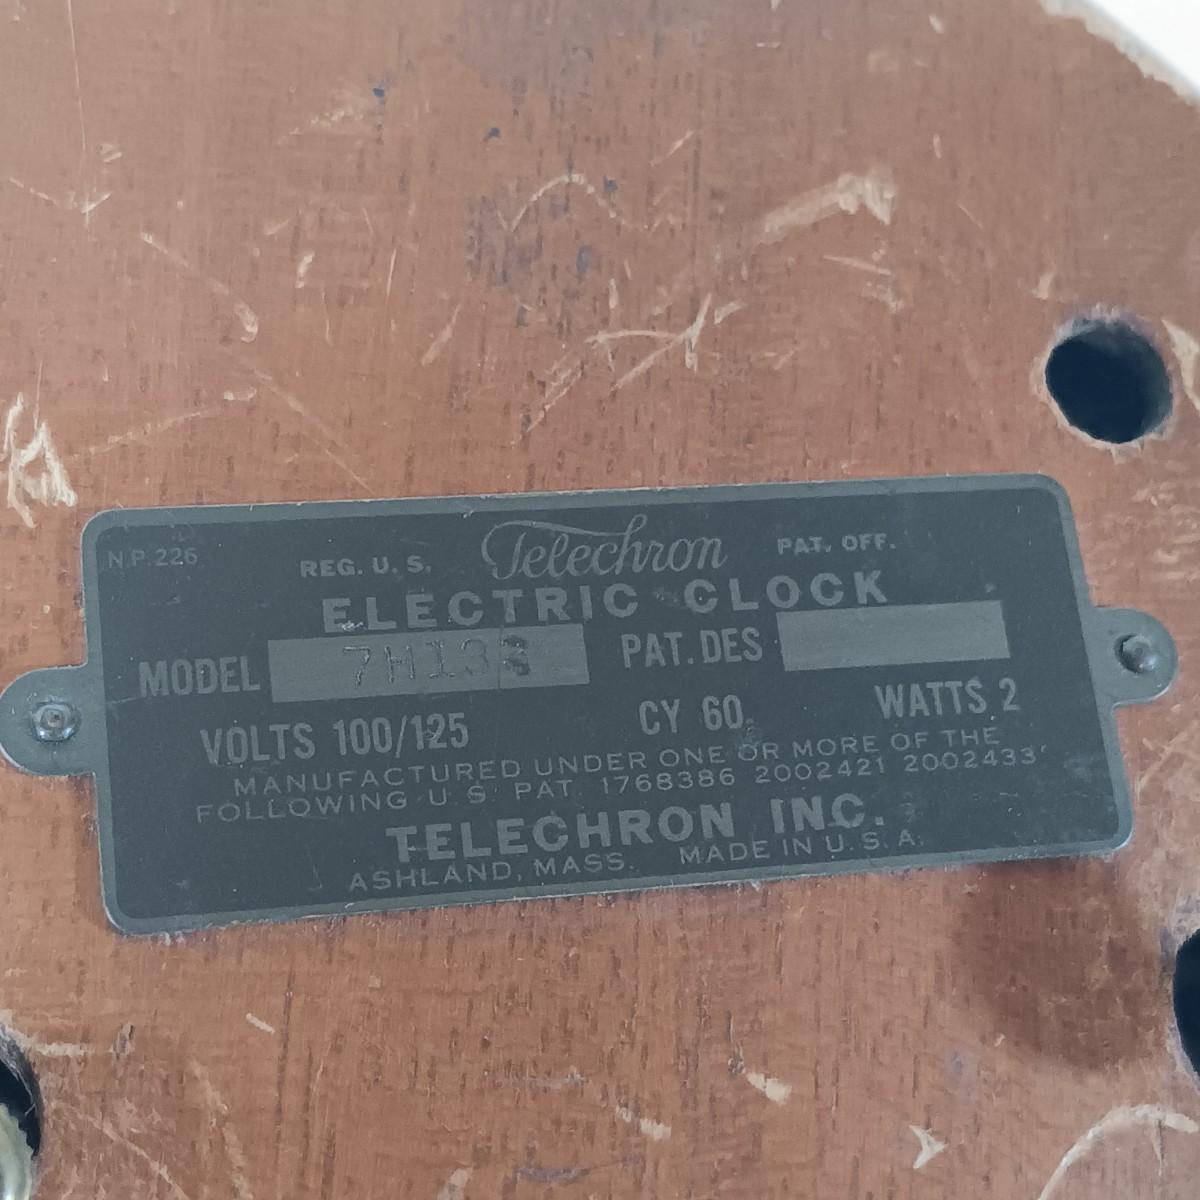 N.P.226
REG. U. S. Telechron PAT. OFF.
ELECTRIC CLOCK
MODEL 7H133 PAT. DES
VOLTS 100/125 CY 60. WATTS 2
MANUFACTURED UNDER ONE OR MORE OF THE
FOLLOWING U.S. PAT. 1768386 2002421 2002433
TELECHRON INC.
ASHLAND, MASS. MADE IN U.S.A.